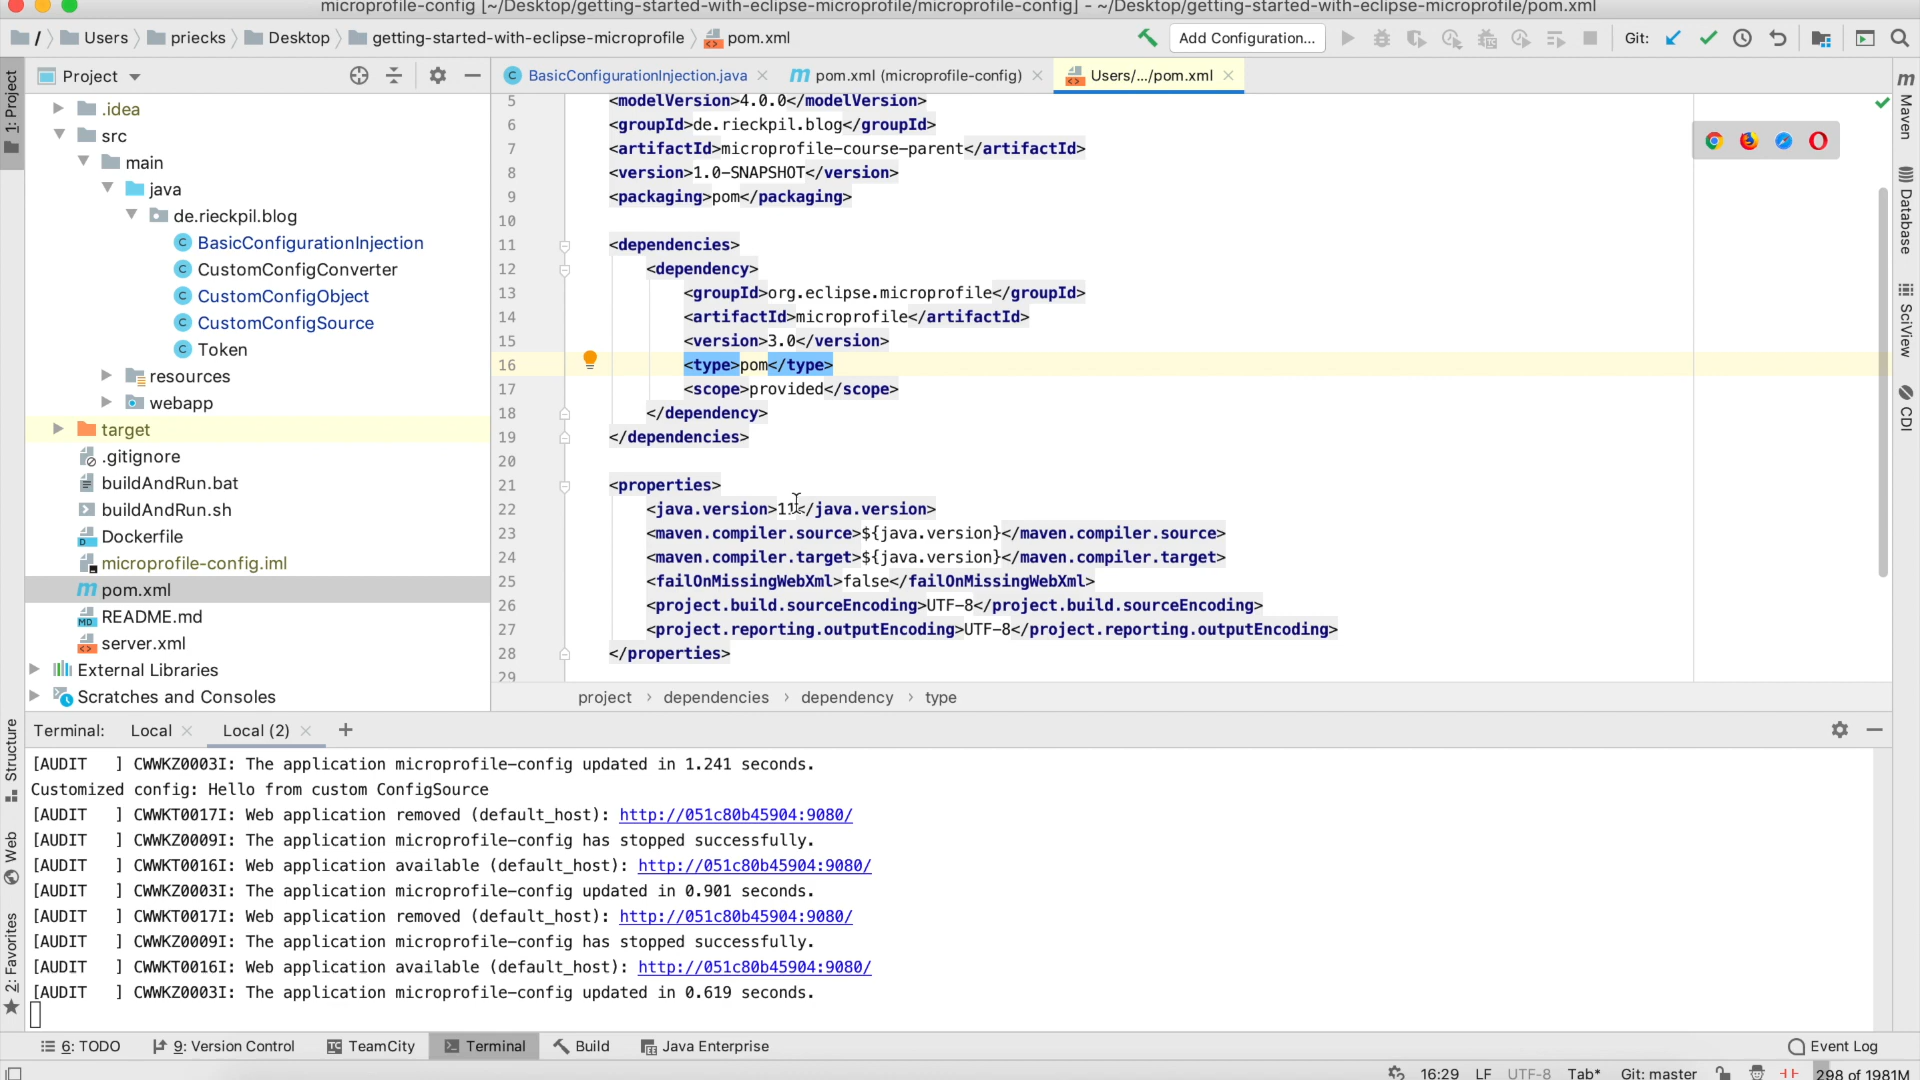 microprofile-config [~/Desktop/getting-started-with-eclipse-microprofile/microprofile-config] - ~/Desktop/getting-started-with-eclipse-microprofile/pom.xml
/ Users priecks Desktop getting-started-with-eclipse-microprofile pom.xml Add Configuration... Git:
Project
BasicConfigurationInjection.java pom.xml (microprofile-config) Users/.../pom.xml
1: Project
Structure
Web
2: Favorites
.idea
src
main
java
de.rieckpil.blog
BasicConfigurationInjection
CustomConfigConverter
CustomConfigObject
CustomConfigSource
Token
resources
webapp
target
.gitignore
buildAndRun.bat
buildAndRun.sh
Dockerfile
microprofile-config.iml
pom.xml
README.md
server.xml
External Libraries
Scratches and Consoles
5 <modelVersion>4.0.0</modelVersion>
6 <groupId>de.rieckpil.blog</groupId>
7 <artifactId>microprofile-course-parent</artifactId>
8 <version>1.0-SNAPSHOT</version>
9 <packaging>pom</packaging>
10
11 <dependencies>
12 <dependency>
13 <groupId>org.eclipse.microprofile</groupId>
14 <artifactId>microprofile</artifactId>
15 <version>3.0</version>
16 <type>pom</type>
17 <scope>provided</scope>
18 </dependency>
19 </dependencies>
20
21 <properties>
22 <java.version>11</java.version>
23 <maven.compiler.source>${java.version}</maven.compiler.source>
24 <maven.compiler.target>${java.version}</maven.compiler.target>
25 <failOnMissingWebXml>false</failOnMissingWebXml>
26 <project.build.sourceEncoding>UTF-8</project.build.sourceEncoding>
27 <project.reporting.outputEncoding>UTF-8</project.reporting.outputEncoding>
28 </properties>
29
project › dependencies › dependency › type
Maven
Database
SciView
CDI
Terminal: Local Local (2)
[AUDIT ] CWWKZ0003I: The application microprofile-config updated in 1.241 seconds.
Customized config: Hello from custom ConfigSource
[AUDIT ] CWWKT0017I: Web application removed (default_host): http://051c80b45904:9080/
[AUDIT ] CWWKZ0009I: The application microprofile-config has stopped successfully.
[AUDIT ] CWWKT0016I: Web application available (default_host): http://051c80b45904:9080/
[AUDIT ] CWWKZ0003I: The application microprofile-config updated in 0.901 seconds.
[AUDIT ] CWWKT0017I: Web application removed (default_host): http://051c80b45904:9080/
[AUDIT ] CWWKZ0009I: The application microprofile-config has stopped successfully.
[AUDIT ] CWWKT0016I: Web application available (default_host): http://051c80b45904:9080/
[AUDIT ] CWWKZ0003I: The application microprofile-config updated in 0.619 seconds.
6: TODO 9: Version Control TeamCity Terminal Build Java Enterprise Event Log
16:29 LF UTF-8 Tab* Git: master 298 of 1981M